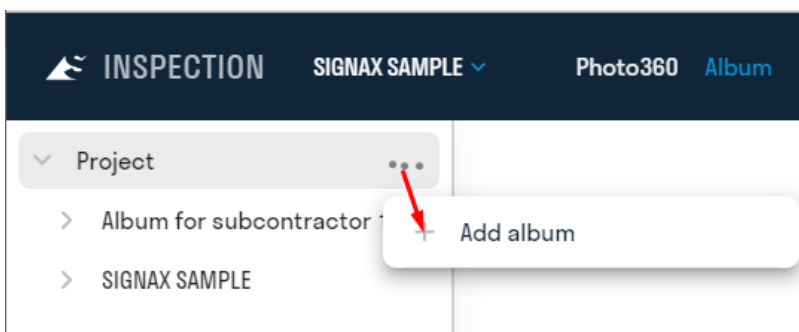 INSPECTION SIGNAX SAMPLE Photo360 Album
Project
Album for subcontractor
Add album
SIGNAX SAMPLE